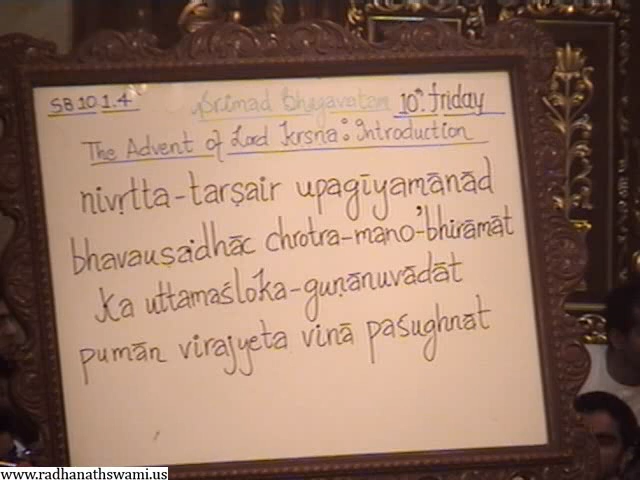 SB 10.1.4 Srimad Bhagavatam 10th friday
The Advent of Lord Krsna: Introduction
nivṛtta-tarṣair upagīyamānād
bhavauṣaidhāc chrotra-mano-'bhirāmāt
Ka uttamaśloka-guṇānuvādāt
pumān virajyeta vinā paśughnāt
www.radhanathswami.us